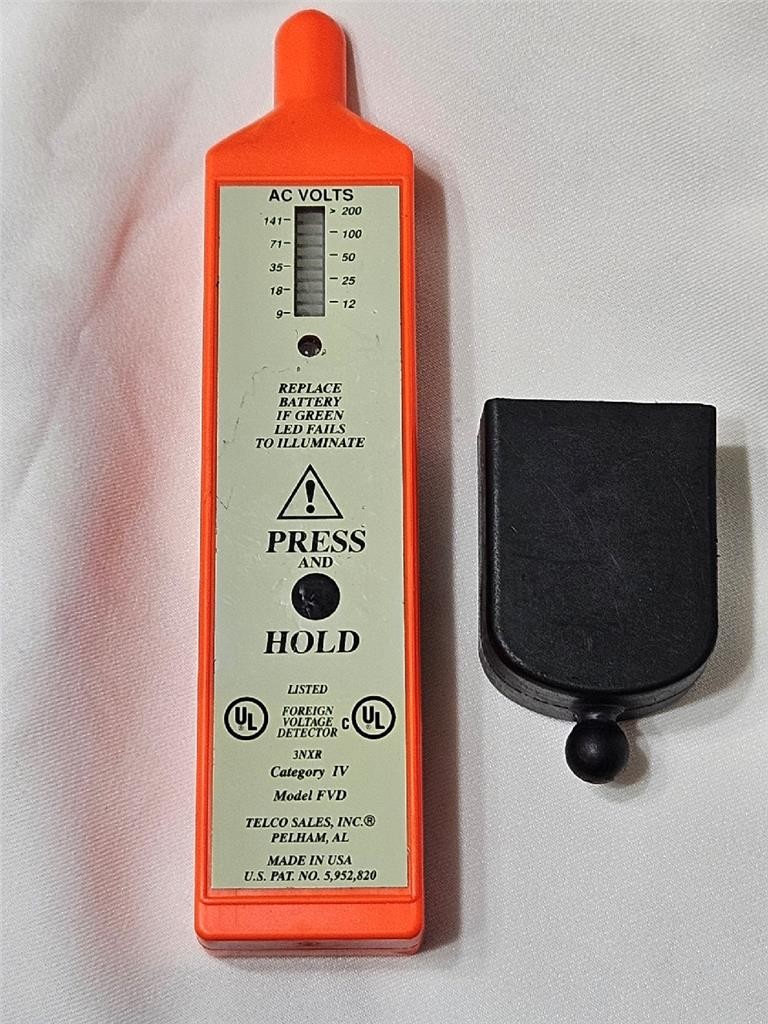 AC VOLTS
> 200
141
100
71
50
35
25
18
12
9
REPLACE
BATTERY
IF GREEN
LED FAILS
TO ILLUMINATE
!
PRESS
AND
HOLD
LISTED
UL® FOREIGN VOLTAGE DETECTOR c UL®
3NXR
Category IV
Model FVD
TELCO SALES, INC.®
PELHAM, AL
MADE IN USA
U.S. PAT. NO. 5,952,820